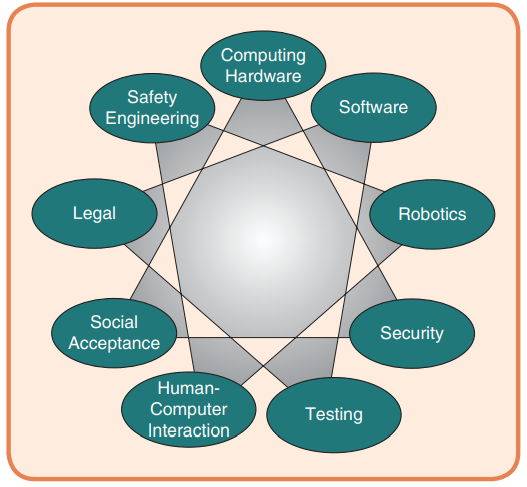 Computing
Hardware
Safety
Engineering
Software
Legal
Robotics
Social
Acceptance
Security
Human-
Computer
Interaction
Testing